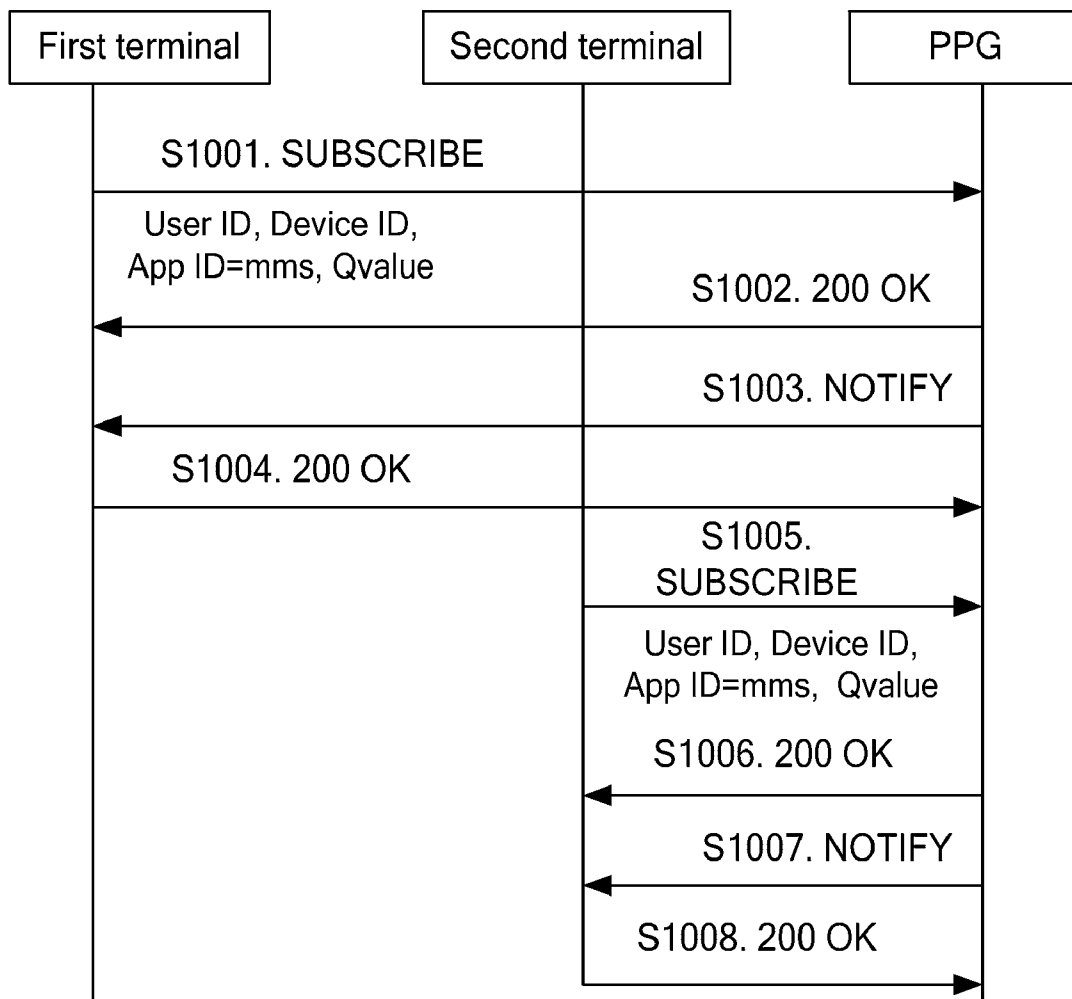 First terminal
Second terminal
PPG
S1001. SUBSCRIBE
User ID, Device ID,
App ID=mms, Qvalue
S1002. 200 OK
S1003. NOTIFY
S1004. 200 OK
S1005.
SUBSCRIBE
User ID, Device ID,
App ID=mms, Qvalue
S1006. 200 OK
S1007. NOTIFY
S1008. 200 OK